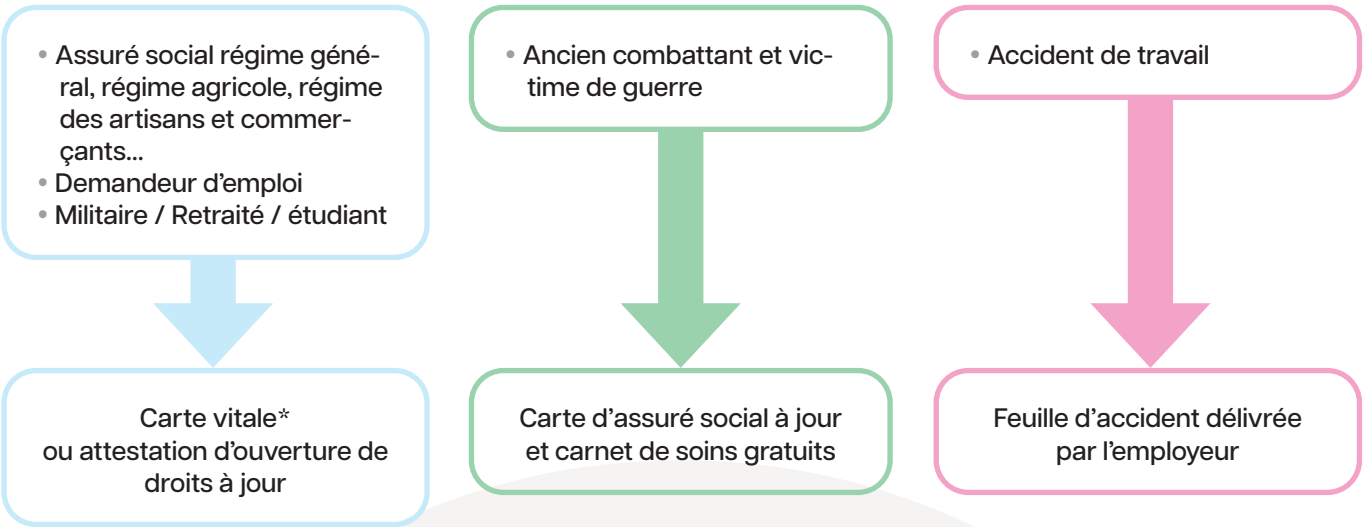 • Assuré social régime géné-
ral, régime agricole, régime
des artisans et commer-
çants...
• Demandeur d'emploi
• Militaire / Retraité / étudiant
• Ancien combattant et vic-
time de guerre
• Accident de travail
Carte vitale*
ou attestation d'ouverture de
droits à jour
Carte d'assuré social à jour
et carnet de soins gratuits
Feuille d'accident délivrée
par l'employeur